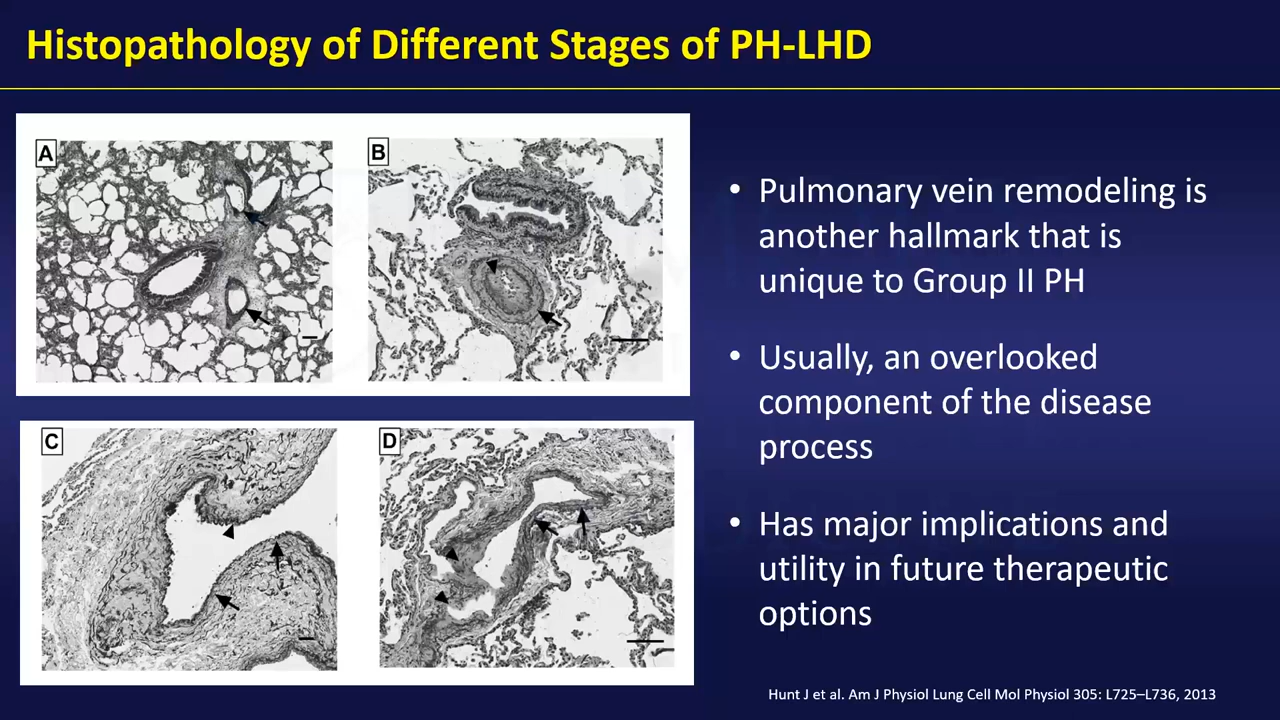 Histopathology of Different Stages of PH-LHD
A
B
C
D
• Pulmonary vein remodeling is
another hallmark that is
unique to Group II PH
• Usually, an overlooked
component of the disease
process
• Has major implications and
utility in future therapeutic
options
Hunt J et al. Am J Physiol Lung Cell Mol Physiol 305: L725–L736, 2013